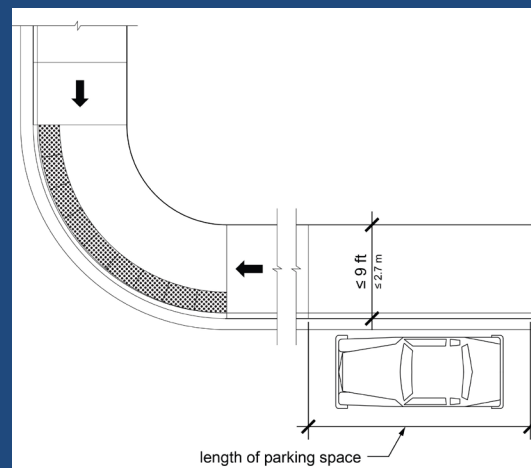 ≤ 9 ft
≤ 2.7 m
length of parking space